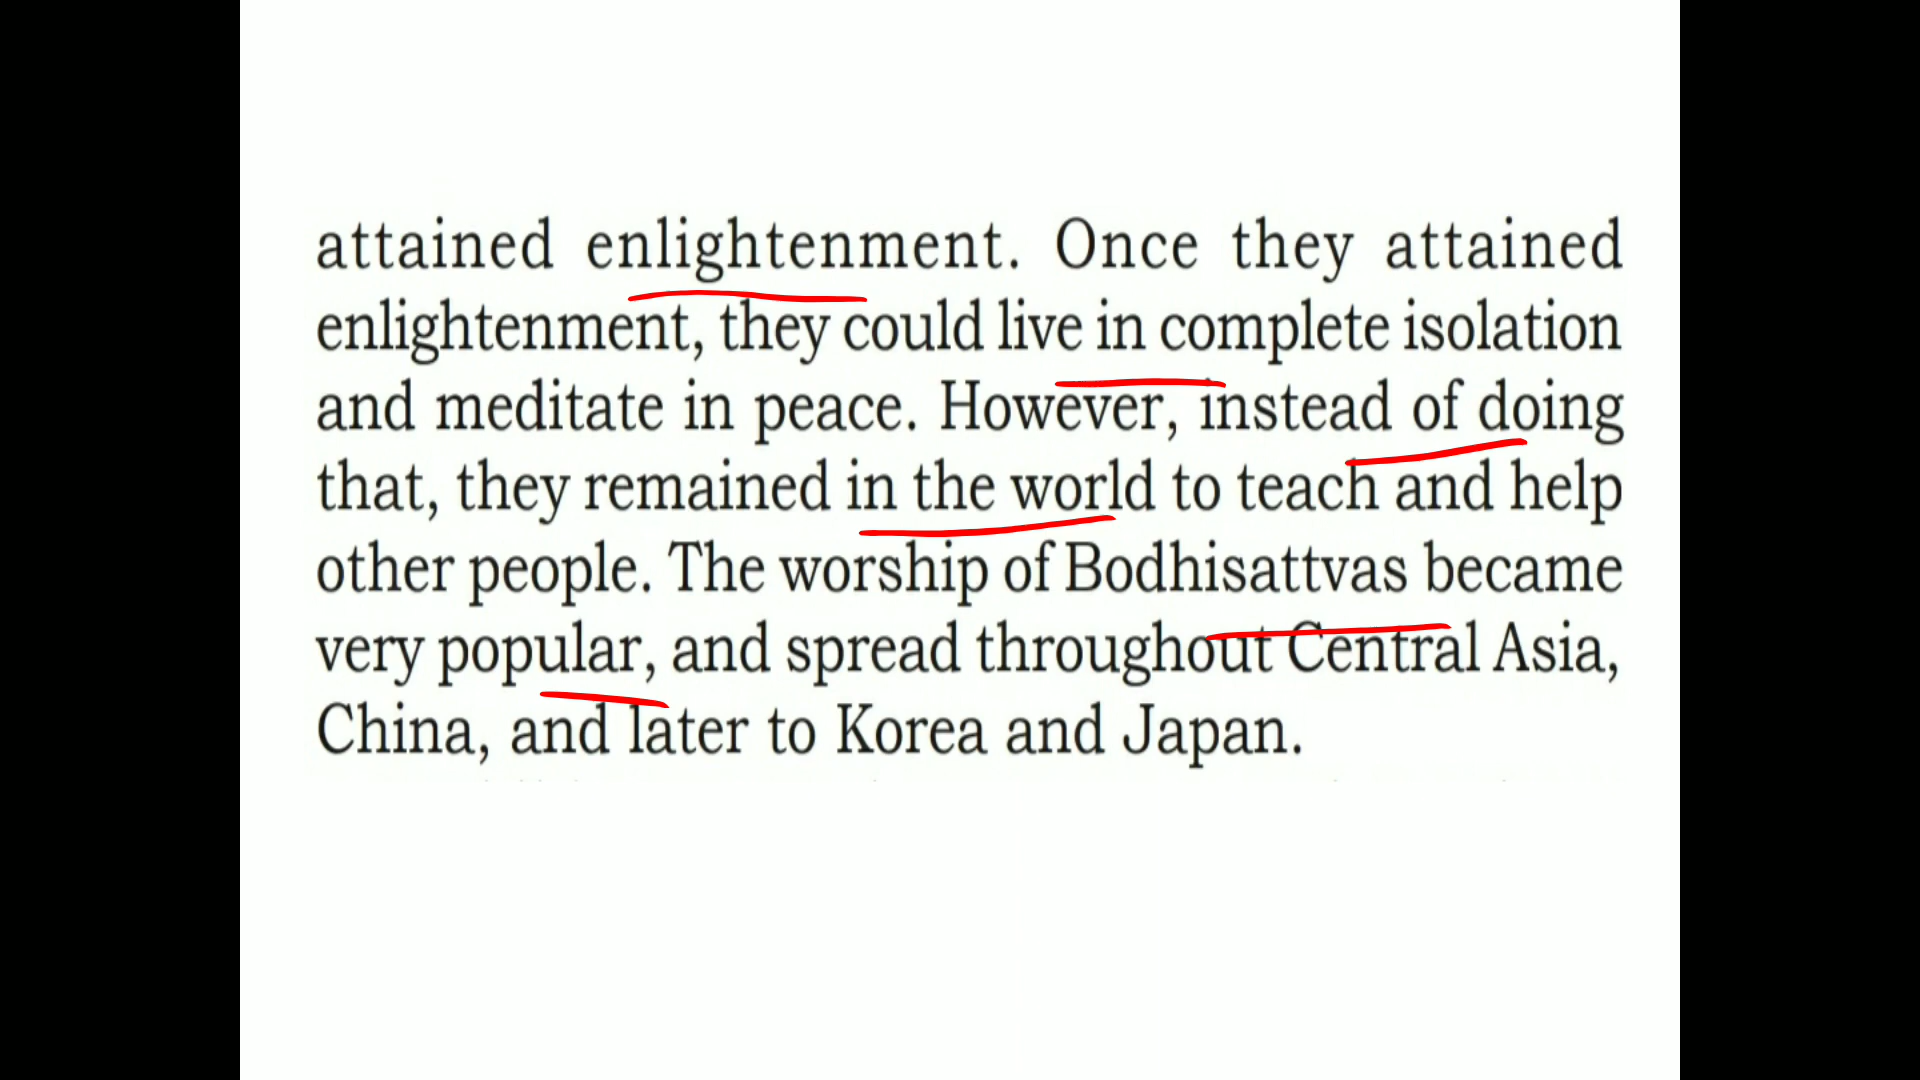 attained enlightenment. Once they attained
enlightenment, they could live in complete isolation
and meditate in peace. However, instead of doing
that, they remained in the world to teach and help
other people. The worship of Bodhisattvas became
very popular, and spread throughout Central Asia,
China, and later to Korea and Japan.